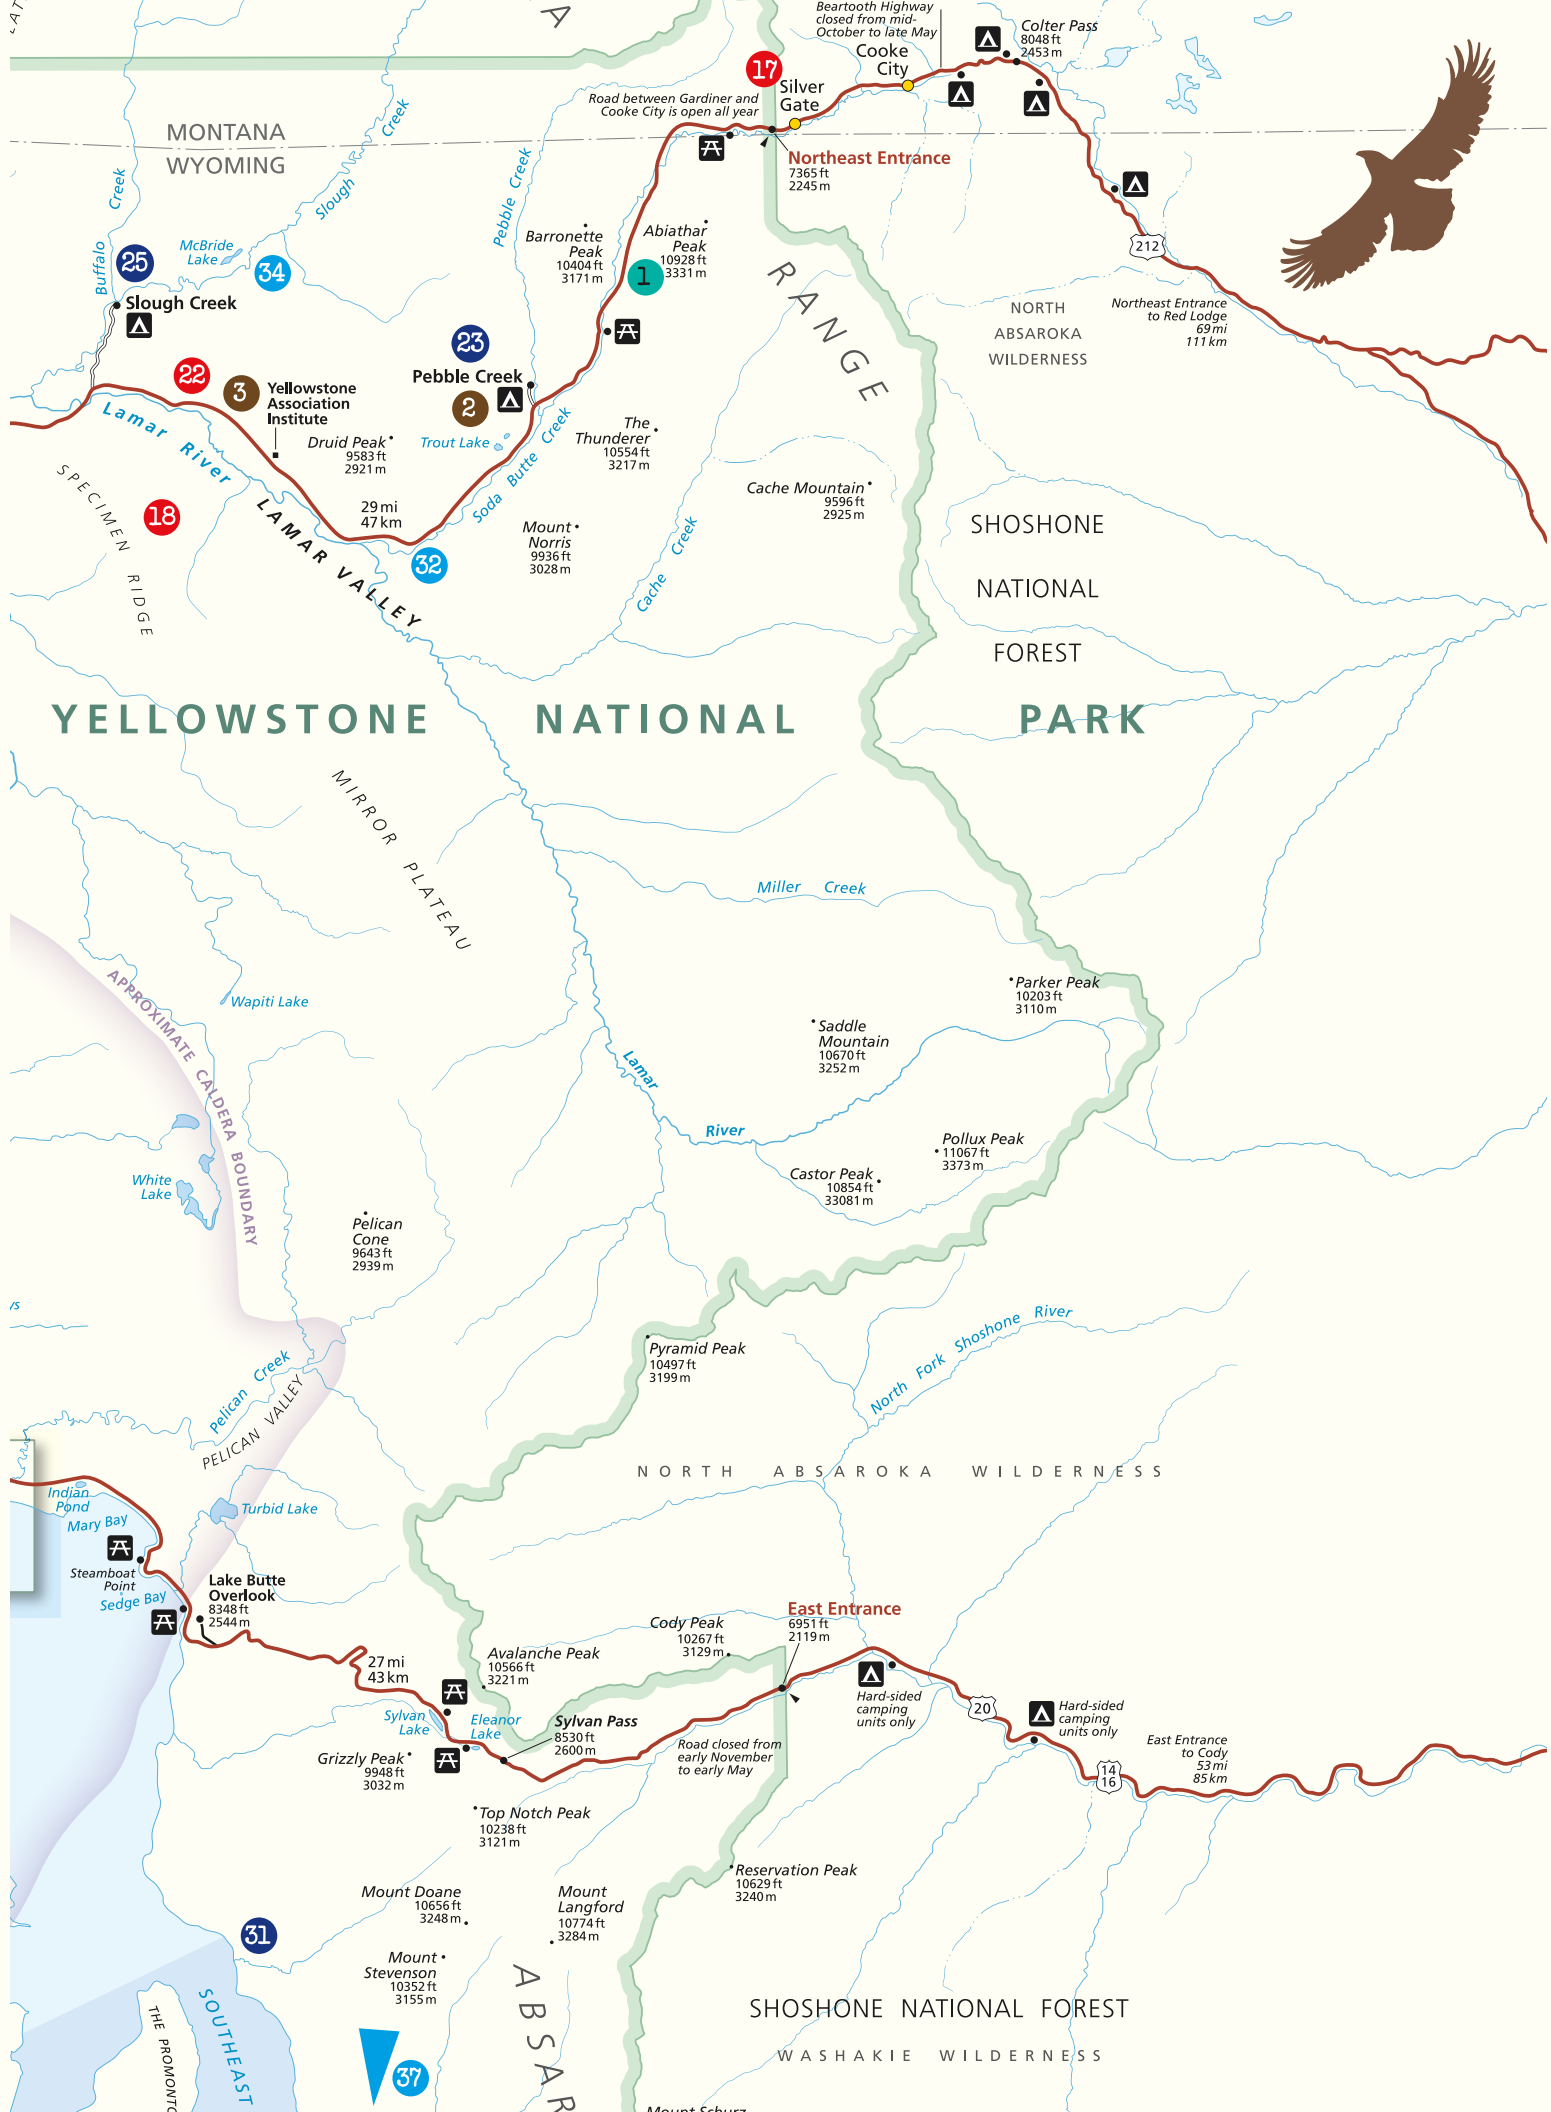 A
Beartooth Highway
closed from mid-
October to late May
Colter Pass
8048 ft
2453 m
Cooke
City
17
Silver
Gate
Road between Gardiner and
Cooke City is open all year
MONTANA
WYOMING
Northeast Entrance
7365 ft
2245 m
Buffalo Creek
Slough Creek
Pebble Creek
McBride
Lake
25
34
Slough Creek
Barronette
Peak
10404 ft
3171 m
Abiathar
Peak
10928 ft
3331 m
1
212
RANGE
NORTH
ABSAROKA
WILDERNESS
Northeast Entrance
to Red Lodge
69 mi
111 km
23
Pebble Creek
2
22
3
Yellowstone
Association
Institute
Lamar River
Druid Peak
9583 ft
2921 m
Trout Lake
Soda Butte Creek
The
Thunderer
10554 ft
3217 m
SPECIMEN RIDGE
18
LAMAR VALLEY
29 mi
47 km
32
Mount
Norris
9936 ft
3028 m
Cache Mountain
9596 ft
2925 m
Cache Creek
SHOSHONE
NATIONAL
FOREST
YELLOWSTONE NATIONAL PARK
MIRROR PLATEAU
Miller Creek
APPROXIMATE CALDERA BOUNDARY
Wapiti Lake
Parker Peak
10203 ft
3110 m
Saddle
Mountain
10670 ft
3252 m
Lamar
River
Pollux Peak
11067 ft
3373 m
Castor Peak
10854 ft
33081 m
White
Lake
Pelican
Cone
9643 ft
2939 m
ys
North Fork Shoshone River
Pyramid Peak
10497 ft
3199 m
Pelican Creek
PELICAN VALLEY
NORTH ABSAROKA WILDERNESS
Indian
Pond
Mary Bay
Turbid Lake
Steamboat
Point
Sedge Bay
Lake Butte
Overlook
8348 ft
2544 m
27 mi
43 km
Avalanche Peak
10566 ft
3221 m
Cody Peak
10267 ft
3129 m
East Entrance
6951 ft
2119 m
Hard-sided
camping
units only
20
Hard-sided
camping
units only
Sylvan
Lake
Eleanor
Lake
Sylvan Pass
8530 ft
2600 m
Road closed from
early November
to early May
East Entrance
to Cody
53 mi
85 km
14
16
Grizzly Peak
9948 ft
3032 m
Top Notch Peak
10238 ft
3121 m
Reservation Peak
10629 ft
3240 m
Mount Doane
10656 ft
3248 m
Mount
Langford
10774 ft
3284 m
31
Mount
Stevenson
10352 ft
3155 m
ABSAR
SOUTHEAST
THE PROMONTO
SHOSHONE NATIONAL FOREST
WASHAKIE WILDERNESS
37
Mount Schurz